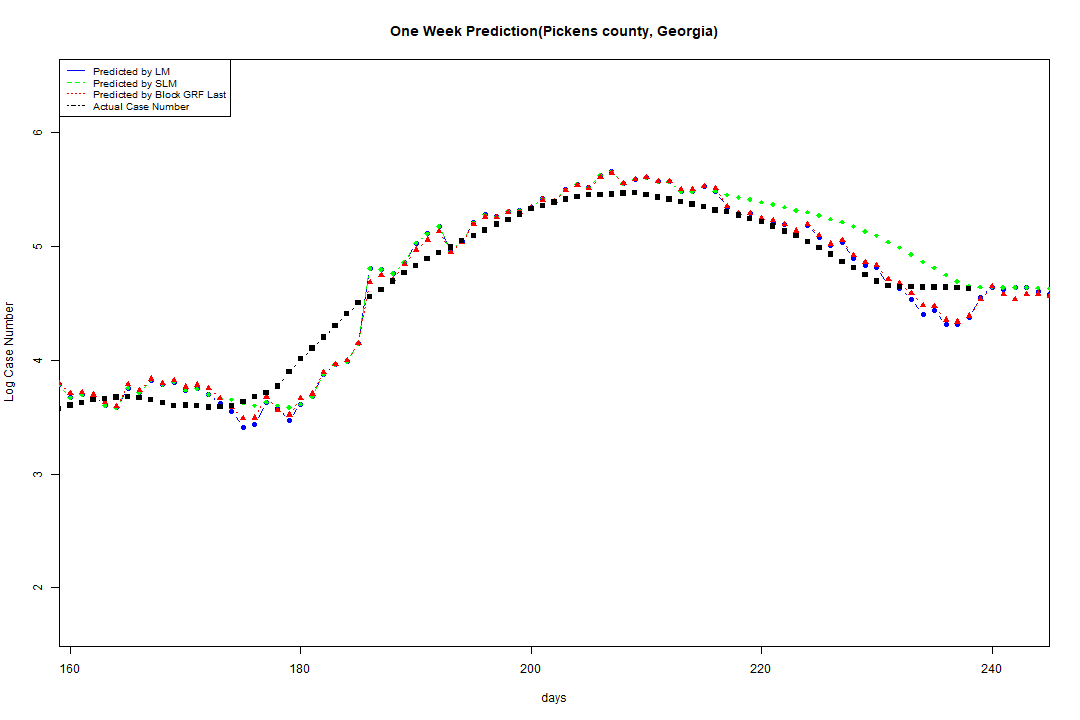 One Week Prediction(Pickens county, Georgia)
Predicted by LM
Predicted by SLM
Predicted by Block GRF Last
Actual Case Number
Log Case Number
6
5
4
3
2
160 180 200 220 240
days